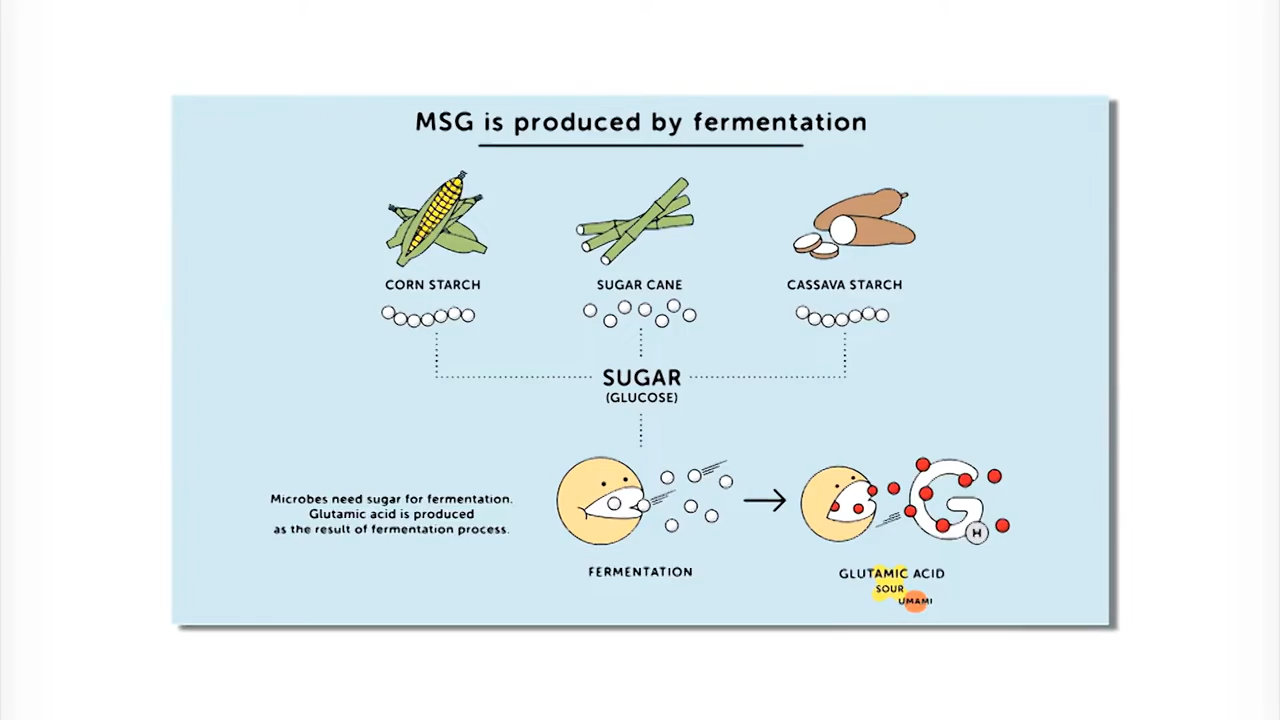 MSG is produced by fermentation
CORN STARCH
SUGAR CANE
CASSAVA STARCH
SUGAR
(GLUCOSE)
Microbes need sugar for fermentation.
Glutamic acid is produced
as the result of fermentation process.
G
H
FERMENTATION
GLUTAMIC ACID
SOUR
UMAMI